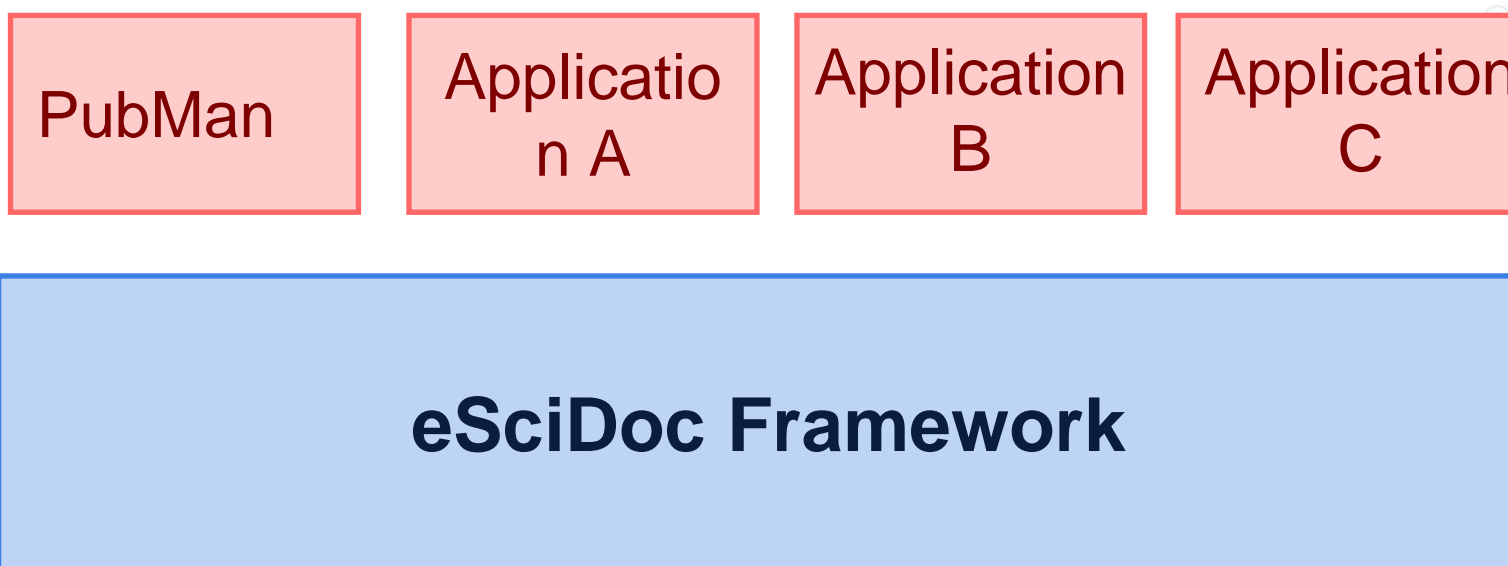 PubMan
Applicatio
n A
Application
B
Application
C
eSciDoc Framework